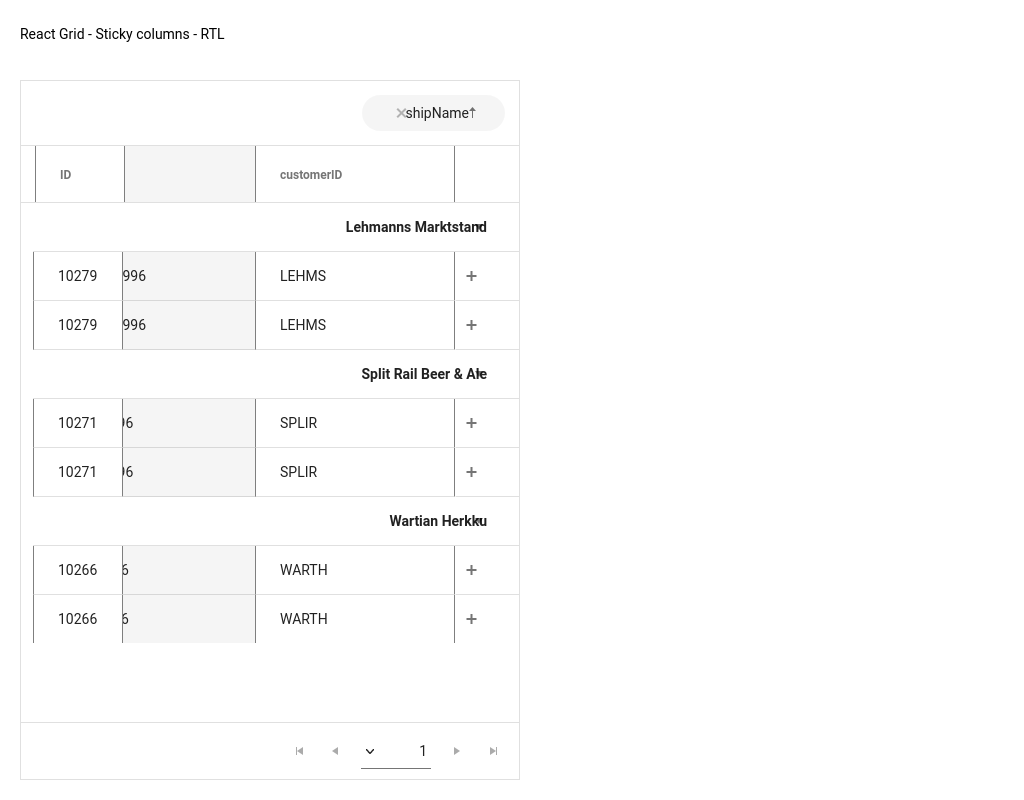 React Grid - Sticky columns - RTL
shipName
ID customerID
Lehmanns Marktstand
10279 996 LEHMS +
10279 996 LEHMS +
Split Rail Beer & Ale
10271 96 SPLIR +
10271 96 SPLIR +
Wartian Herkku
10266 6 WARTH +
10266 6 WARTH +
1